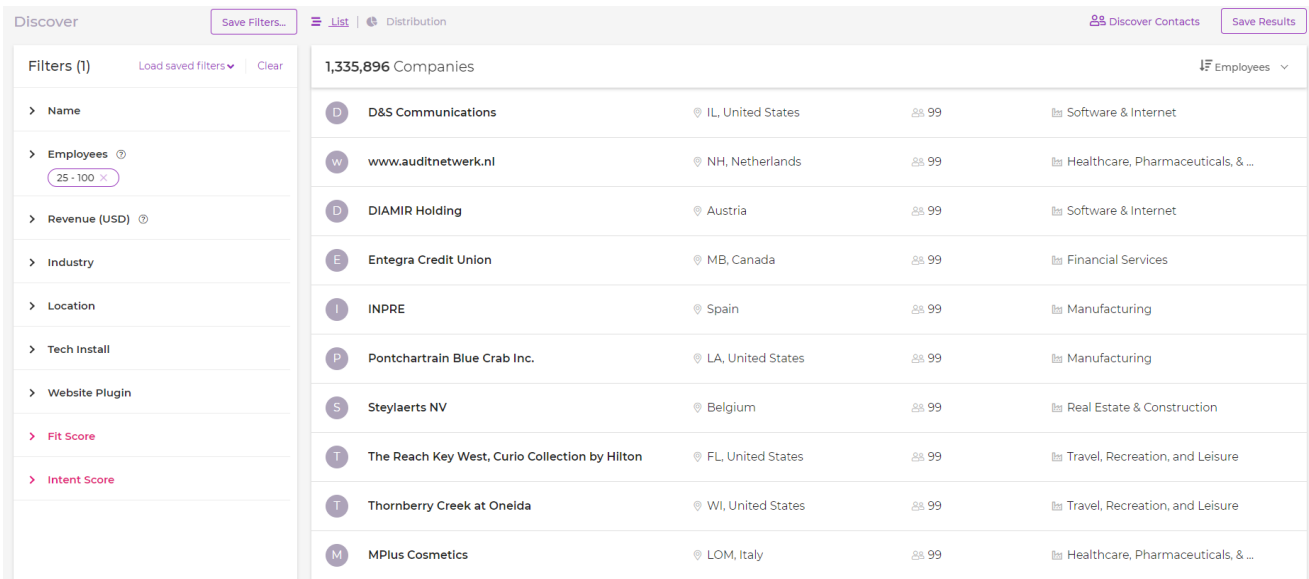 Discover
Save Filters...
List | Distribution
Discover Contacts
Save Results
Filters (1)
Load saved filters
Clear
Name
Employees
25 - 100
Revenue (USD)
Industry
Location
Tech Install
Website Plugin
Fit Score
Intent Score
1,335,896 Companies
Employees
D D&S Communications IL, United States 99 Software & Internet
w www.auditnetwerk.nl NH, Netherlands 99 Healthcare, Pharmaceuticals, & ...
D DIAMIR Holding Austria 99 Software & Internet
E Entegra Credit Union MB, Canada 99 Financial Services
I INPRE Spain 99 Manufacturing
P Pontchartrain Blue Crab Inc. LA, United States 99 Manufacturing
S Steylaerts NV Belgium 99 Real Estate & Construction
T The Reach Key West, Curio Collection by Hilton FL, United States 99 Travel, Recreation, and Leisure
T Thornberry Creek at Oneida WI, United States 99 Travel, Recreation, and Leisure
M MPlus Cosmetics LOM, Italy 99 Healthcare, Pharmaceuticals, & ...